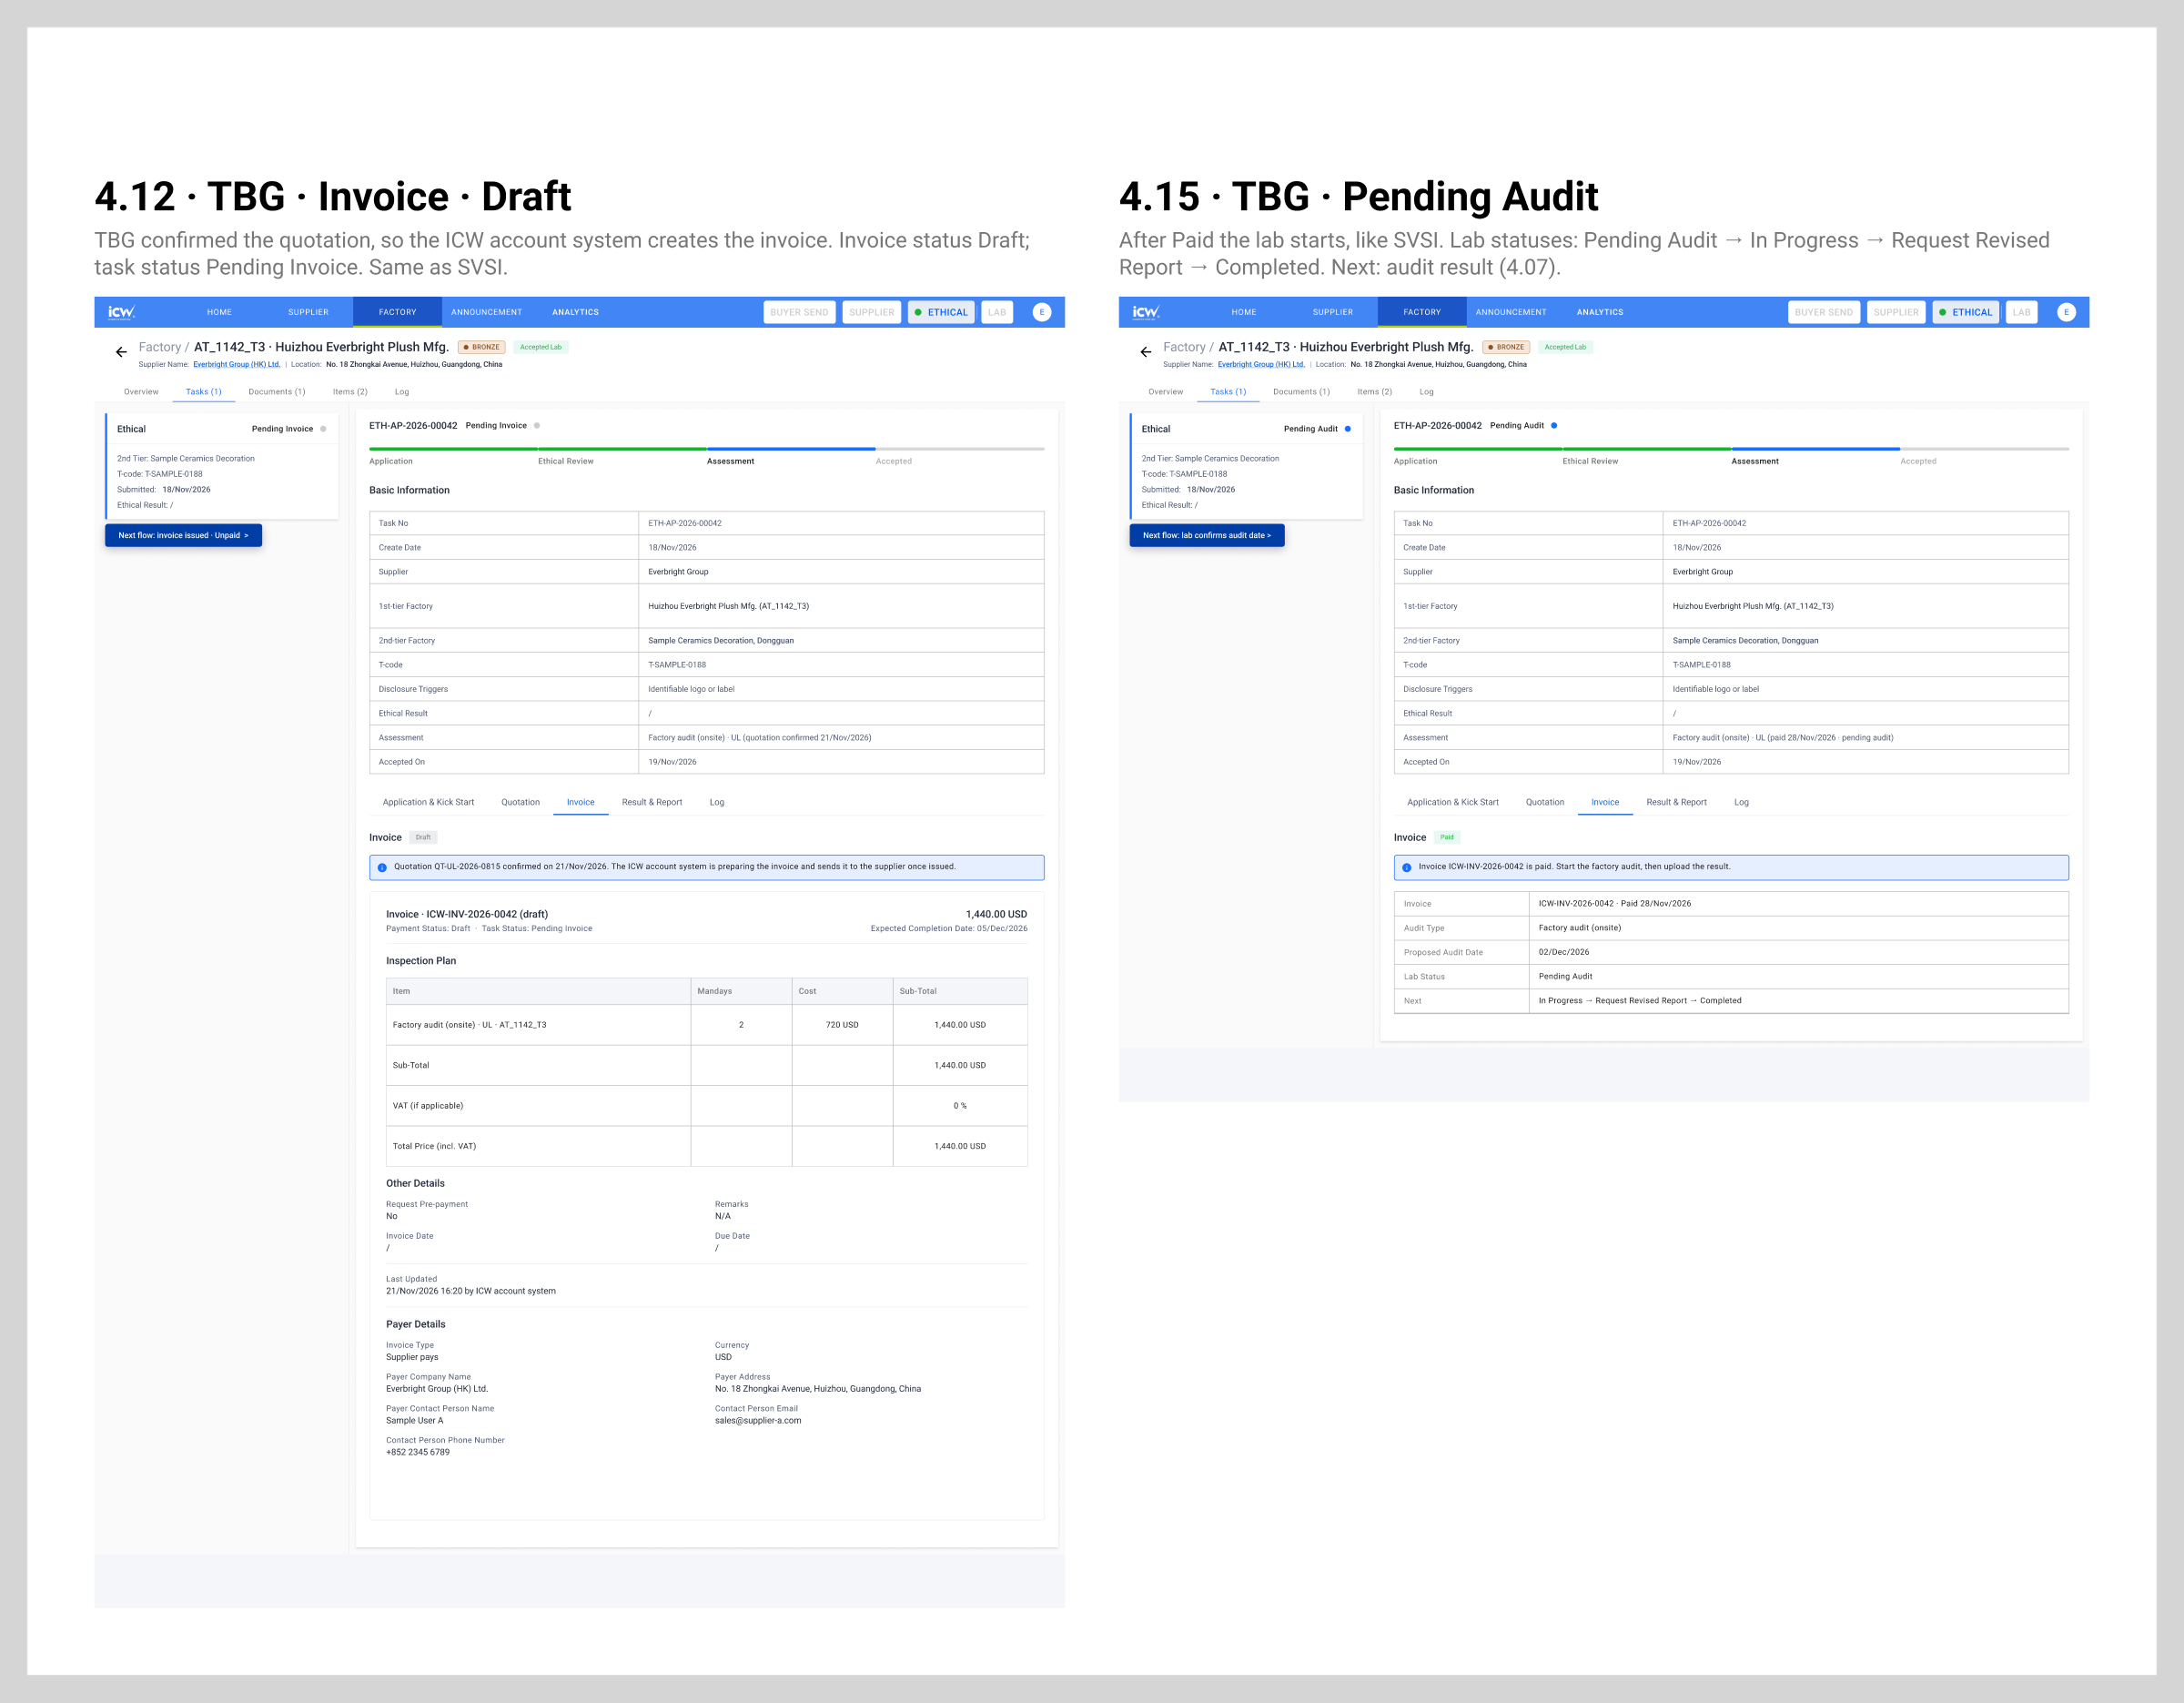 4.12 · TBG · Invoice · Draft
TBG confirmed the quotation, so the ICW account system creates the invoice. Invoice status Draft;
task status Pending Invoice. Same as SVSI.
icw
HOME SUPPLIER FACTORY ANNOUNCEMENT ANALYTICS BUYER SEND SUPPLIER ETHICAL LAB E
Factory / AT_1142_T3 · Huizhou Everbright Plush Mfg. BRONZE Accepted Lab
Supplier Name: Everbright Group (HK) Ltd. | Location: No. 18 Zhongkai Avenue, Huizhou, Guangdong, China
Overview Tasks (1) Documents (1) Items (2) Log
Ethical Pending Invoice
2nd Tier: Sample Ceramics Decoration
T-code: T-SAMPLE-0188
Submitted: 18/Nov/2026
Ethical Result: /
Next flow: invoice issued · Unpaid >
ETH-AP-2026-00042 Pending Invoice
Application Ethical Review Assessment Accepted
Basic Information
Task No ETH-AP-2026-00042
Create Date 18/Nov/2026
Supplier Everbright Group
1st-tier Factory Huizhou Everbright Plush Mfg. (AT_1142_T3)
2nd-tier Factory Sample Ceramics Decoration, Dongguan
T-code T-SAMPLE-0188
Disclosure Triggers Identifiable logo or label
Ethical Result /
Assessment Factory audit (onsite) · UL (quotation confirmed 21/Nov/2026)
Accepted On 19/Nov/2026
Application & Kick Start Quotation Invoice Result & Report Log
Invoice Draft
Quotation QT-UL-2026-0815 confirmed on 21/Nov/2026. The ICW account system is preparing the invoice and sends it to the supplier once issued.
Invoice · ICW-INV-2026-0042 (draft) 1,440.00 USD
Payment Status: Draft · Task Status: Pending Invoice Expected Completion Date: 05/Dec/2026
Inspection Plan
Item Mandays Cost Sub-Total
Factory audit (onsite) · UL · AT_1142_T3 2 720 USD 1,440.00 USD
Sub-Total 1,440.00 USD
VAT (if applicable) 0 %
Total Price (incl. VAT) 1,440.00 USD
Other Details
Request Pre-payment Remarks
No N/A
Invoice Date Due Date
/ /
Last Updated
21/Nov/2026 16:20 by ICW account system
Payer Details
Invoice Type Currency
Supplier pays USD
Payer Company Name Payer Address
Everbright Group (HK) Ltd. No. 18 Zhongkai Avenue, Huizhou, Guangdong, China
Payer Contact Person Name Contact Person Email
Sample User A sales@supplier-a.com
Contact Person Phone Number
+852 2345 6789
4.15 · TBG · Pending Audit
After Paid the lab starts, like SVSI. Lab statuses: Pending Audit → In Progress → Request Revised
Report → Completed. Next: audit result (4.07).
icw
HOME SUPPLIER FACTORY ANNOUNCEMENT ANALYTICS BUYER SEND SUPPLIER ETHICAL LAB E
Factory / AT_1142_T3 · Huizhou Everbright Plush Mfg. BRONZE Accepted Lab
Supplier Name: Everbright Group (HK) Ltd. | Location: No. 18 Zhongkai Avenue, Huizhou, Guangdong, China
Overview Tasks (1) Documents (1) Items (2) Log
Ethical Pending Audit
2nd Tier: Sample Ceramics Decoration
T-code: T-SAMPLE-0188
Submitted: 18/Nov/2026
Ethical Result: /
Next flow: lab confirms audit date >
ETH-AP-2026-00042 Pending Audit
Application Ethical Review Assessment Accepted
Basic Information
Task No ETH-AP-2026-00042
Create Date 18/Nov/2026
Supplier Everbright Group
1st-tier Factory Huizhou Everbright Plush Mfg. (AT_1142_T3)
2nd-tier Factory Sample Ceramics Decoration, Dongguan
T-code T-SAMPLE-0188
Disclosure Triggers Identifiable logo or label
Ethical Result /
Assessment Factory audit (onsite) · UL (paid 28/Nov/2026 · pending audit)
Accepted On 19/Nov/2026
Application & Kick Start Quotation Invoice Result & Report Log
Invoice Paid
Invoice ICW-INV-2026-0042 is paid. Start the factory audit, then upload the result.
Invoice ICW-INV-2026-0042 · Paid 28/Nov/2026
Audit Type Factory audit (onsite)
Proposed Audit Date 02/Dec/2026
Lab Status Pending Audit
Next In Progress → Request Revised Report → Completed